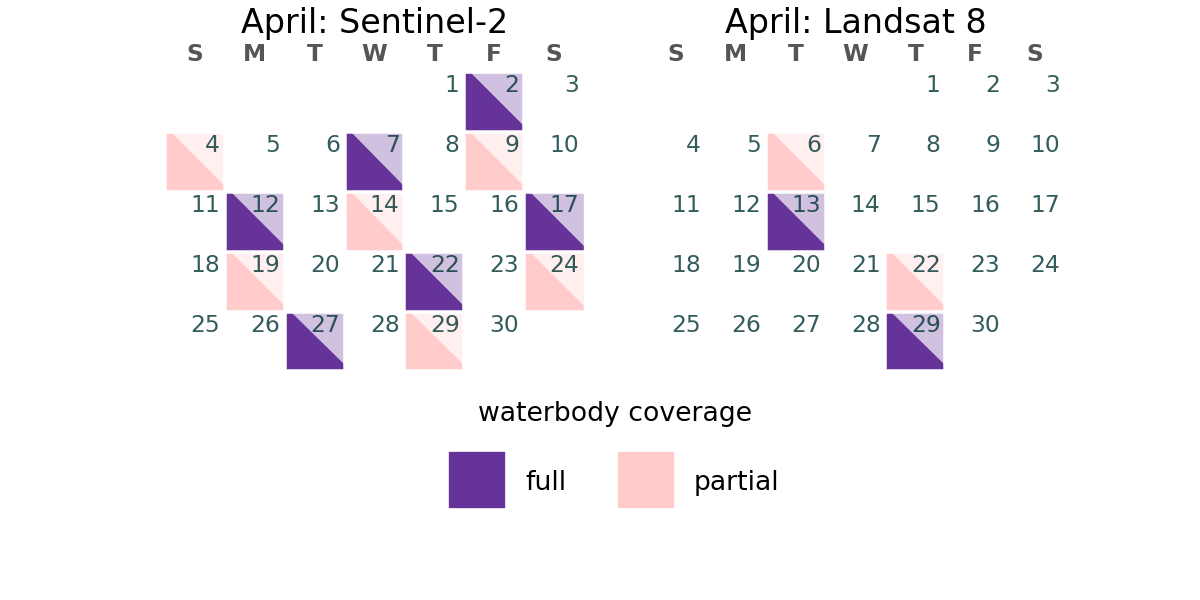 April: Sentinel-2
S M T W T F S
1 2 3
4 5 6 7 8 9 10
11 12 13 14 15 16 17
18 19 20 21 22 23 24
25 26 27 28 29 30
April: Landsat 8
S M T W T F S
1 2 3
4 5 6 7 8 9 10
11 12 13 14 15 16 17
18 19 20 21 22 23 24
25 26 27 28 29 30
waterbody coverage
full
partial